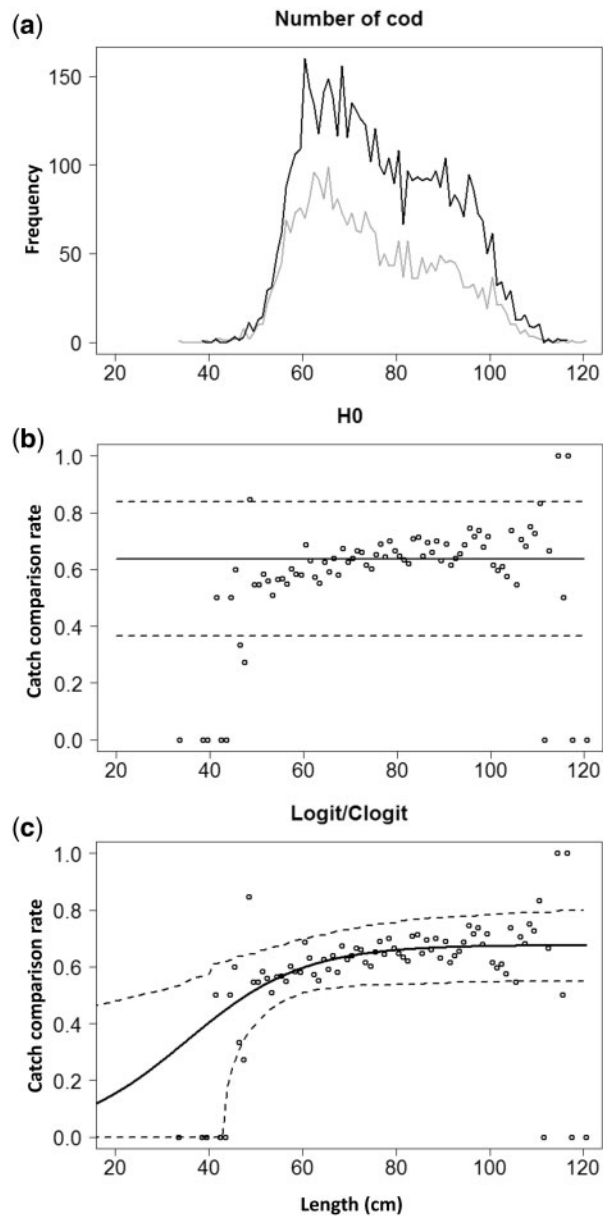 (a)
Number of cod
Frequency
150
100
50
0
20 40 60 80 100 120
(b)
H0
Catch comparison rate
1.0
0.8
0.6
0.4
0.2
0.0
20 40 60 80 100 120
(c)
Logit/Clogit
Catch comparison rate
1.0
0.8
0.6
0.4
0.2
0.0
20 40 60 80 100 120
Length (cm)